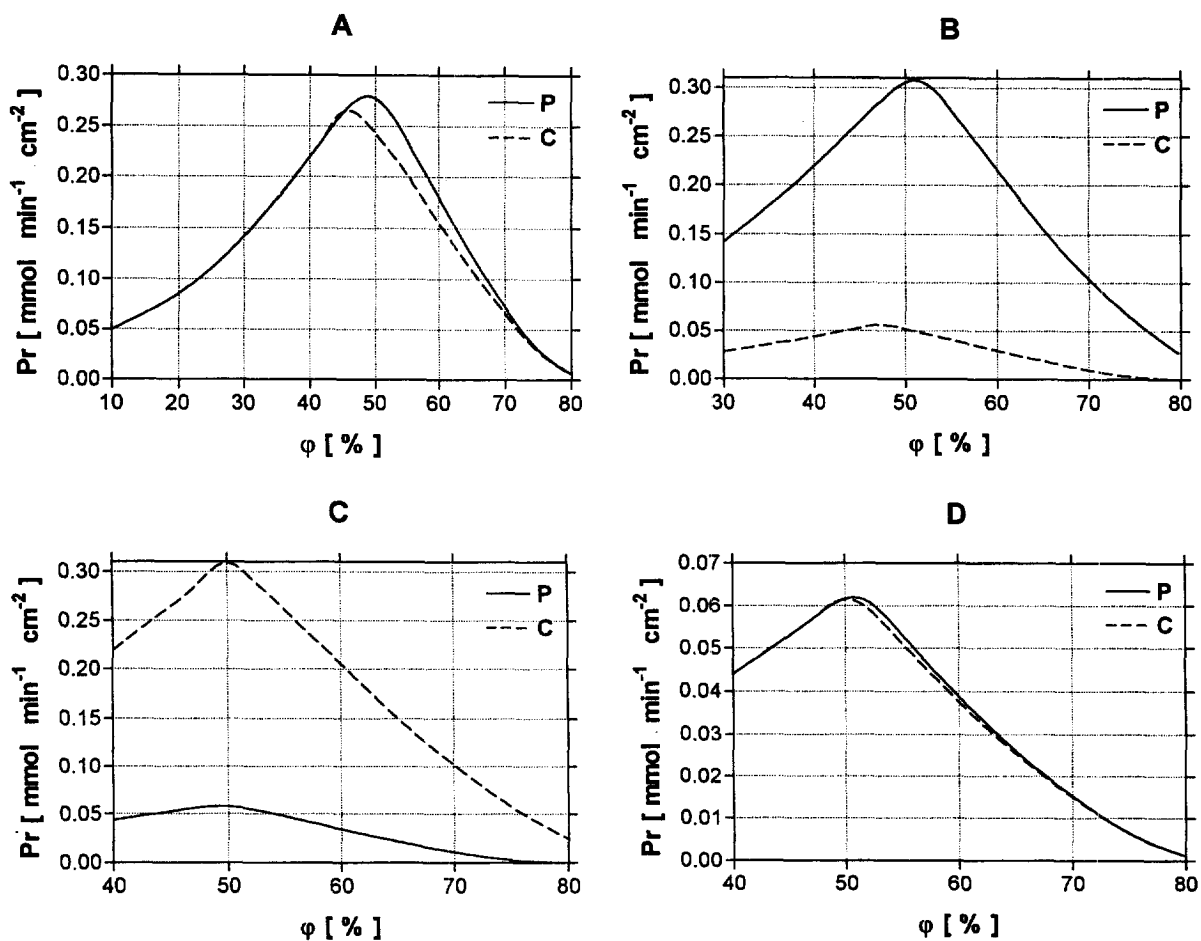 A
Pr [ mmol min-1 cm-2 ]
0.30
0.25
0.20
0.15
0.10
0.05
0.00
P
C
10 20 30 40 50 60 70 80
φ [ % ]
B
Pr [ mmol min-1 cm-2 ]
0.30
0.25
0.20
0.15
0.10
0.05
0.00
P
C
30 40 50 60 70 80
φ [ % ]
C
Pr [ mmol min-1 cm-2 ]
0.30
0.25
0.20
0.15
0.10
0.05
0.00
P
C
40 50 60 70 80
φ [ % ]
D
Pr [ mmol min-1 cm-2 ]
0.07
0.06
0.05
0.04
0.03
0.02
0.01
0.00
P
C
40 50 60 70 80
φ [ % ]